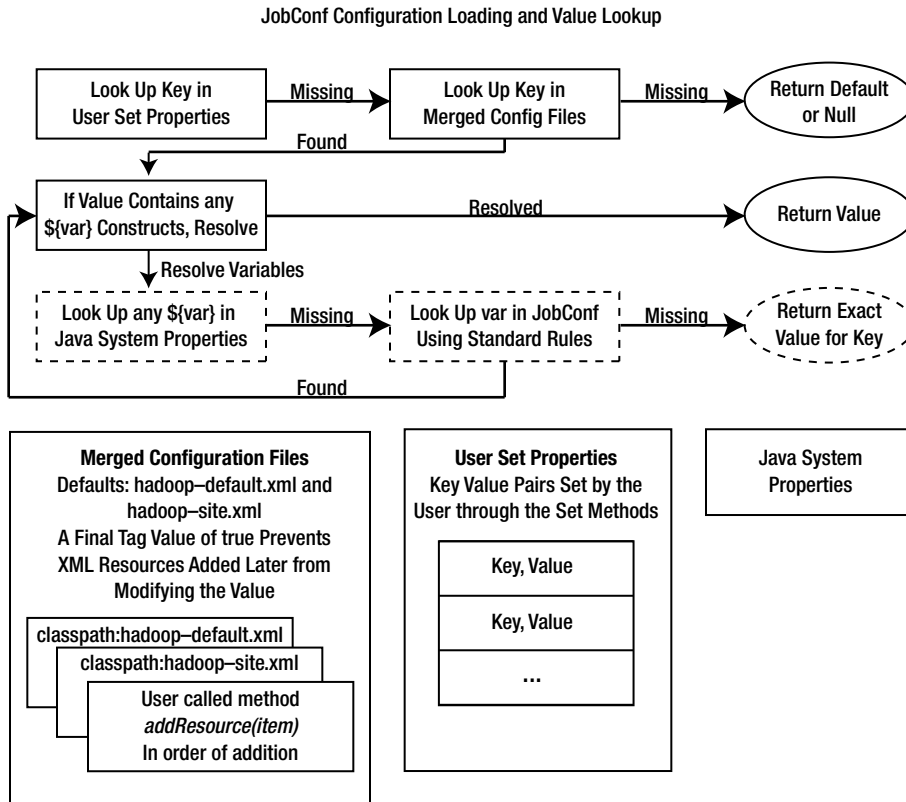 JobConf Configuration Loading and Value Lookup
Look Up Key in
User Set Properties
Missing
Look Up Key in
Merged Config Files
Missing
Return Default
or Null
Found
If Value Contains any
${var} Constructs, Resolve
Resolved
Return Value
Resolve Variables
Look Up any ${var} in
Java System Properties
Missing
Look Up var in JobConf
Using Standard Rules
Missing
Return Exact
Value for Key
Found
Merged Configuration Files
Defaults: hadoop–default.xml and
hadoop–site.xml
A Final Tag Value of true Prevents
XML Resources Added Later from
Modifying the Value
classpath:hadoop–default.xml
classpath:hadoop–site.xml
User called method
addResource(item)
In order of addition
User Set Properties
Key Value Pairs Set by the
User through the Set Methods
Key, Value
Key, Value
...
Java System
Properties